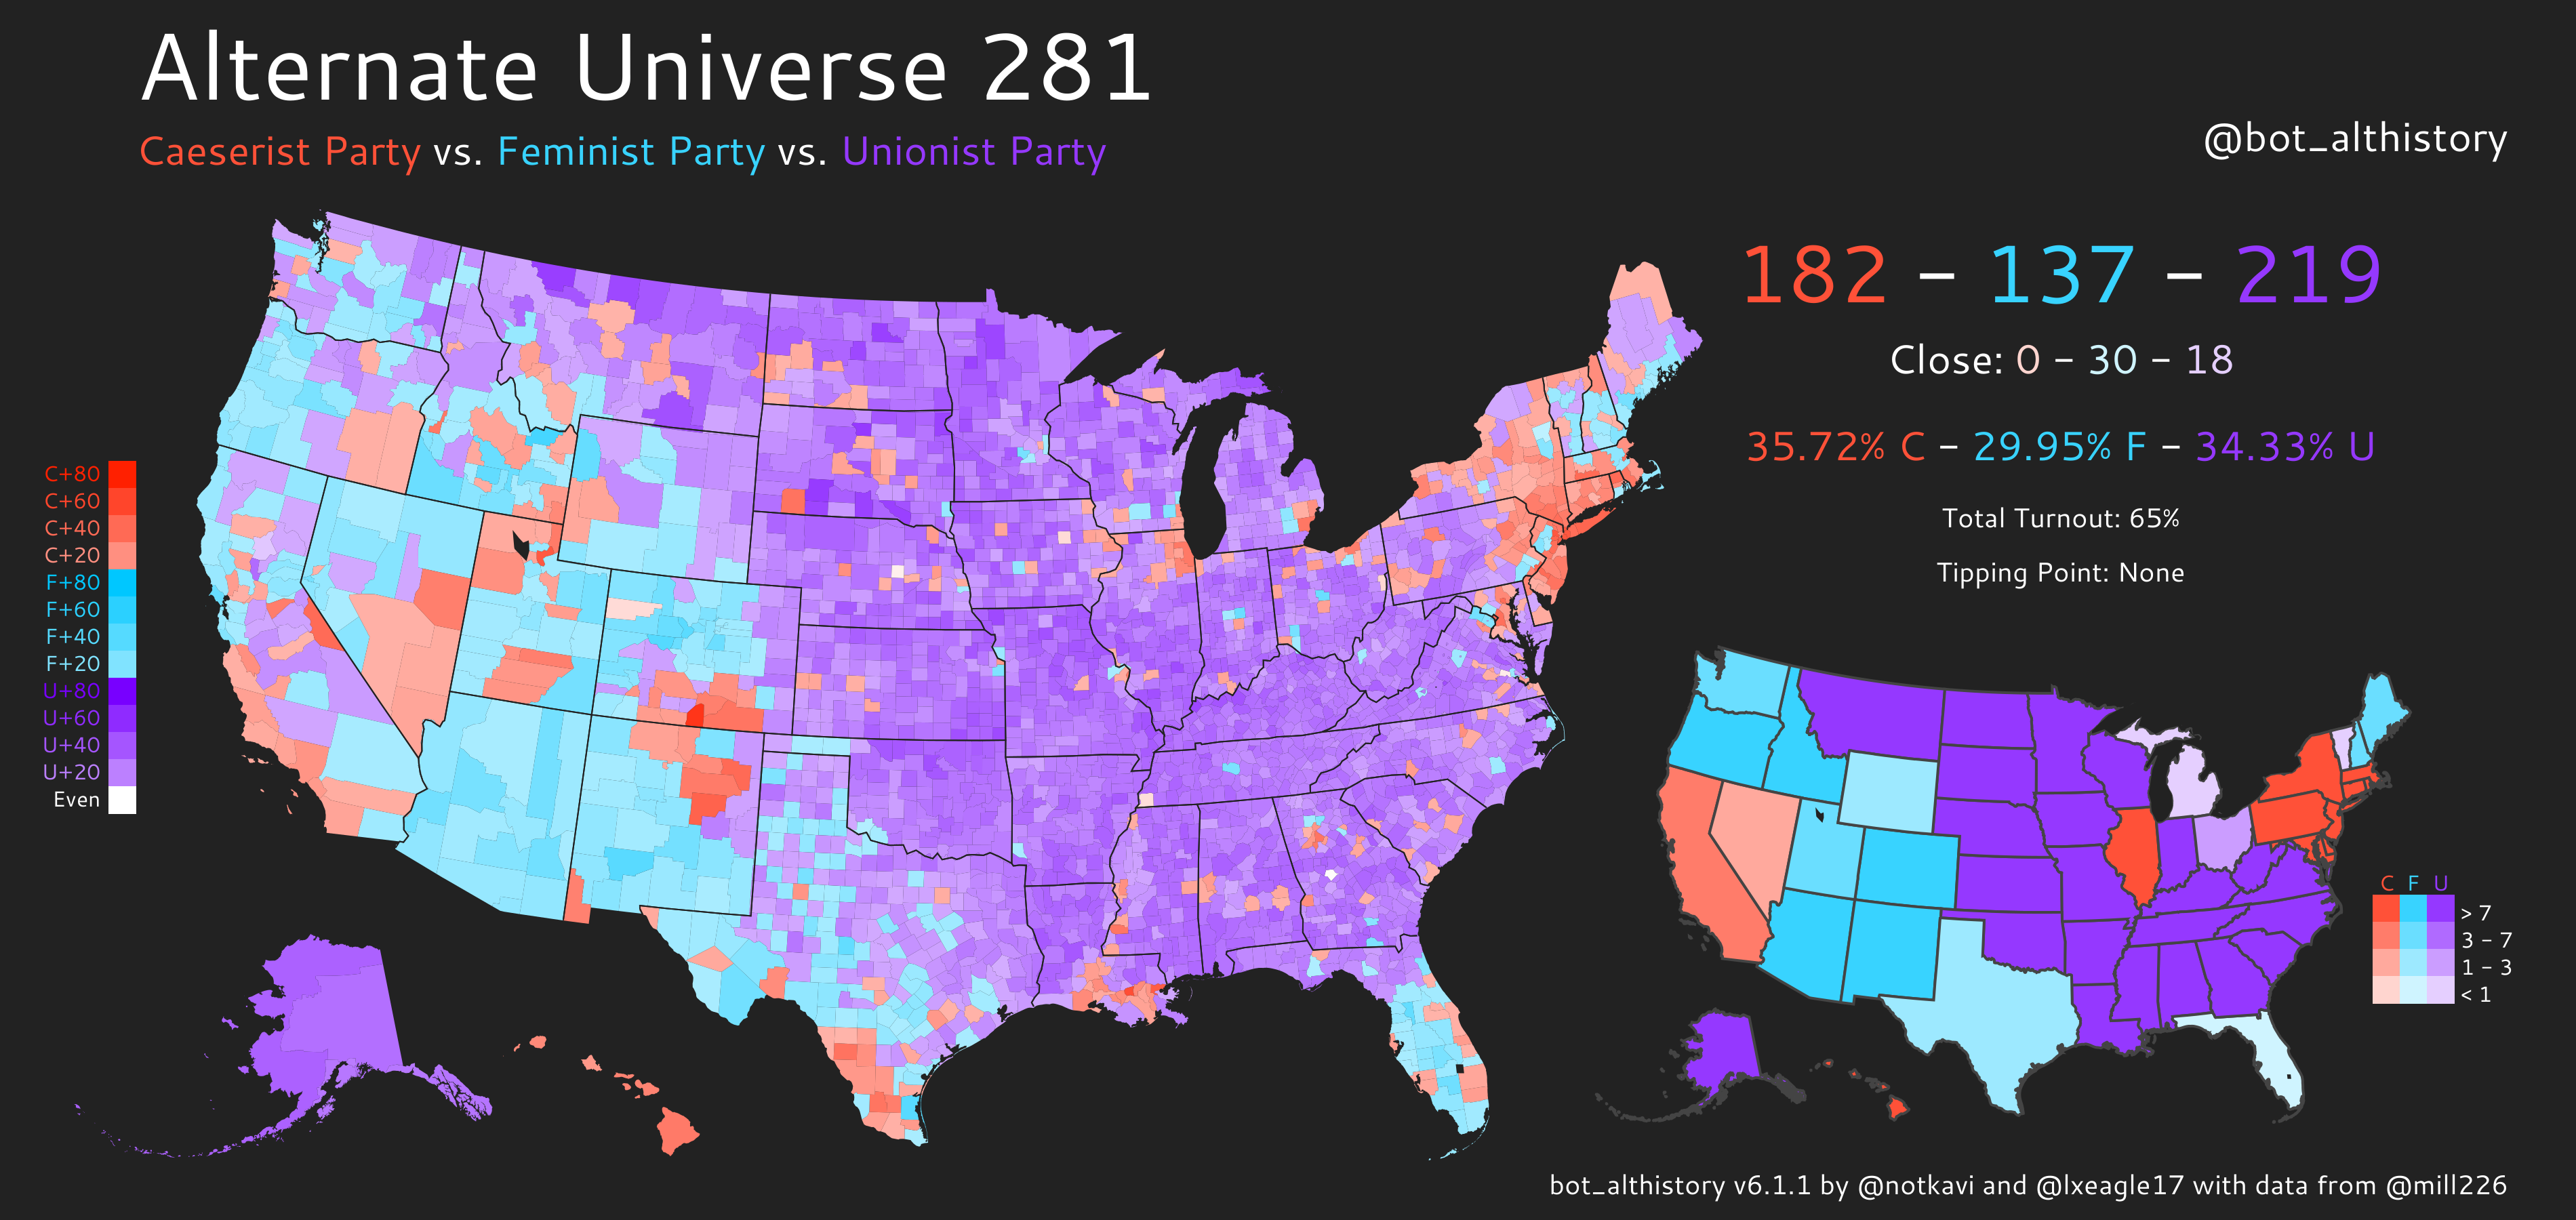 Alternate Universe 281
Caeserist Party vs. Feminist Party vs. Unionist Party
@bot_althistory
182 - 137 - 219
Close: 0 - 30 - 18
35.72% C - 29.95% F - 34.33% U
Total Turnout: 65%
Tipping Point: None
C+80
C+60
C+40
C+20
F+80
F+60
F+40
F+20
U+80
U+60
U+40
U+20
Even
C F U
> 7
3 - 7
1 - 3
< 1
bot_althistory v6.1.1 by @notkavi and @lxeagle17 with data from @mill226